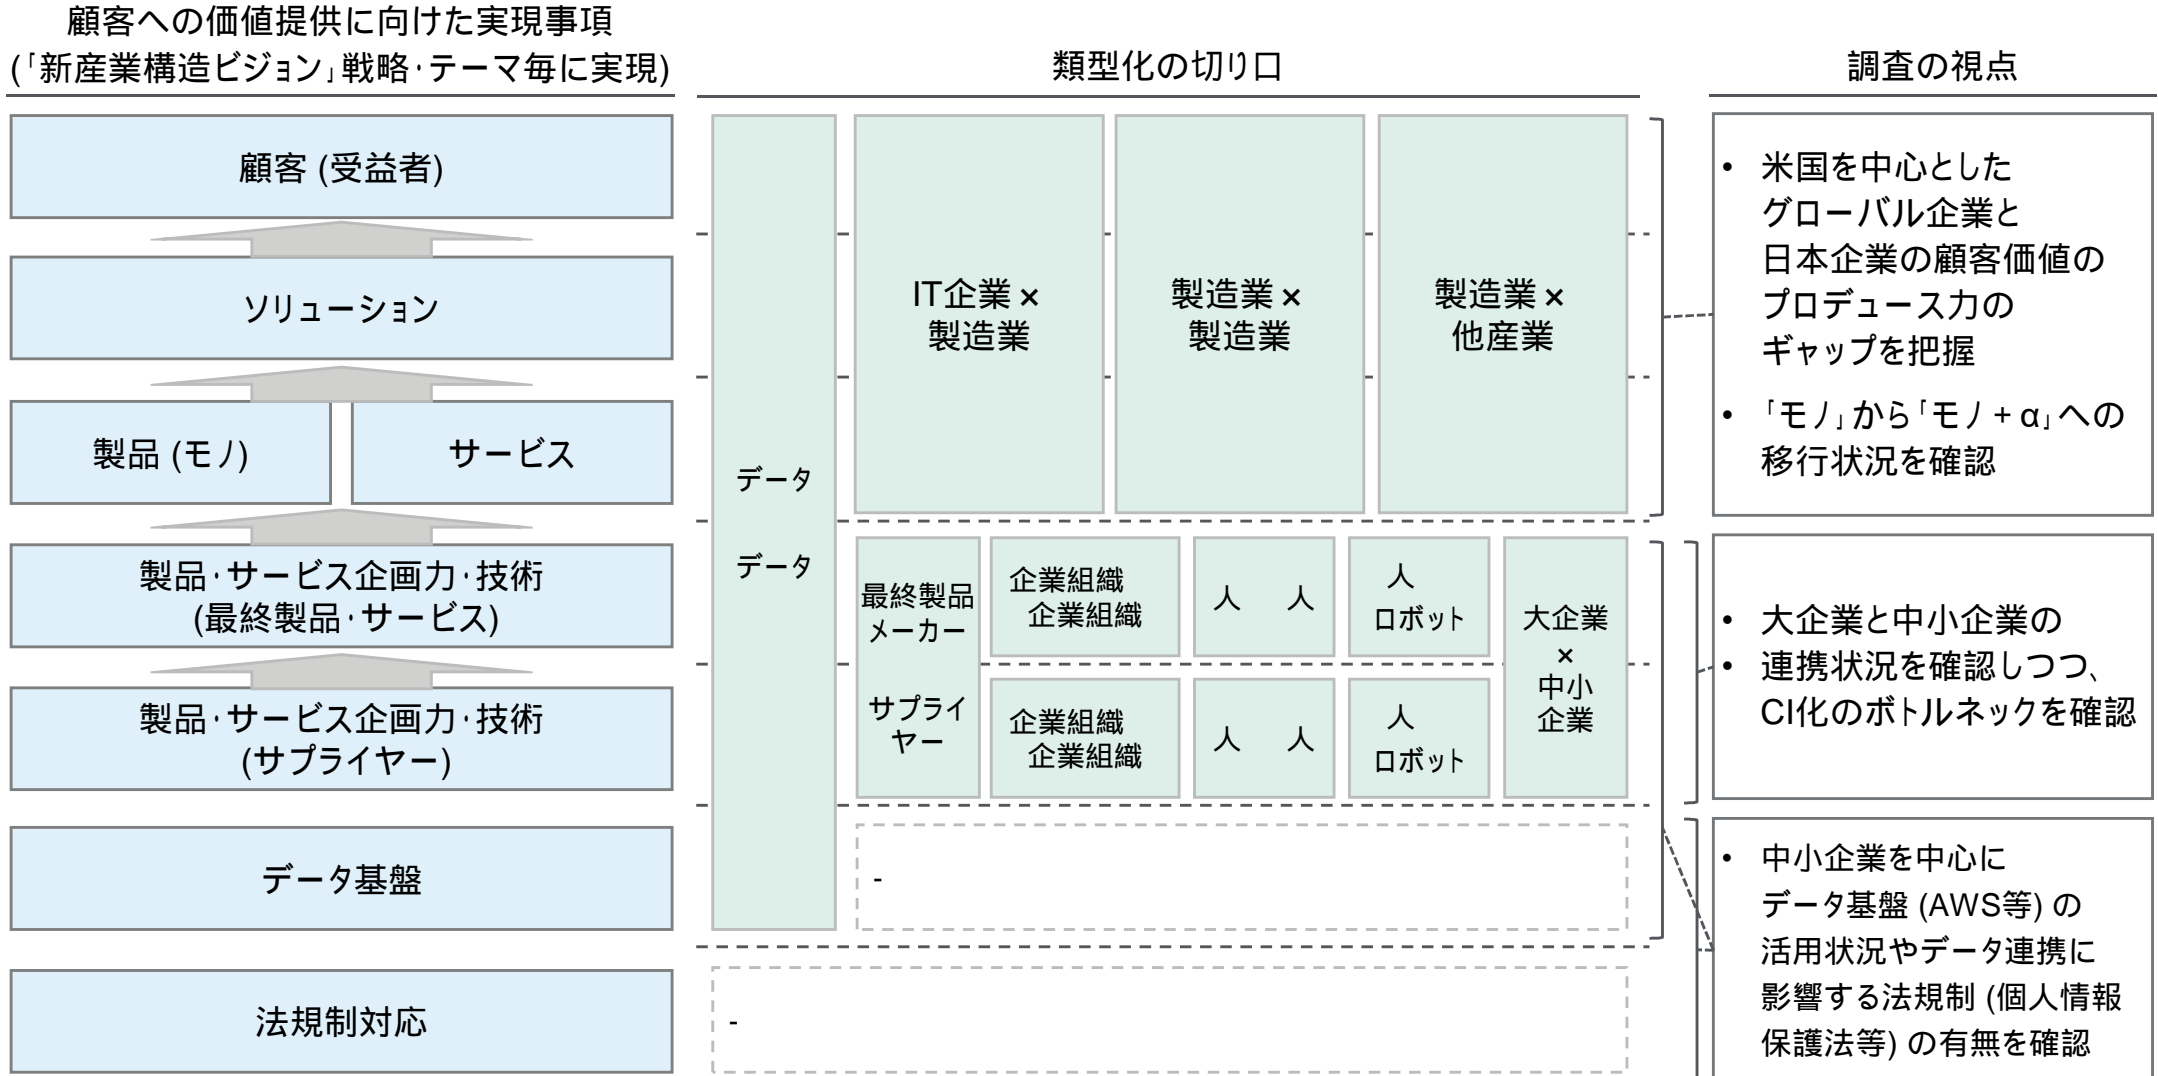 顧客への価値提供に向けた実現事項
(「新産業構造ビジョン」戦略・テーマ毎に実現)
類型化の切り口
調査の視点
顧客 (受益者)
ソリューション
製品 (モノ)
サービス
製品・サービス企画力・技術
(最終製品・サービス)
製品・サービス企画力・技術
(サプライヤー)
データ基盤
法規制対応
データ
データ
IT企業 ×
製造業
製造業 ×
製造業
製造業 ×
他産業
最終製品
メーカー
サプライ
ヤー
企業組織
企業組織
人 人
人
ロボット
企業組織
企業組織
人 人
人
ロボット
大企業
×
中小
企業
-
-
• 米国を中心とした
グローバル企業と
日本企業の顧客価値の
プロデュース力の
ギャップを把握
• 「モノ」から「モノ + α」への
移行状況を確認
• 大企業と中小企業の
• 連携状況を確認しつつ、
CI化のボトルネックを確認
• 中小企業を中心に
データ基盤 (AWS等) の
活用状況やデータ連携に
影響する法規制 (個人情報
保護法等) の有無を確認